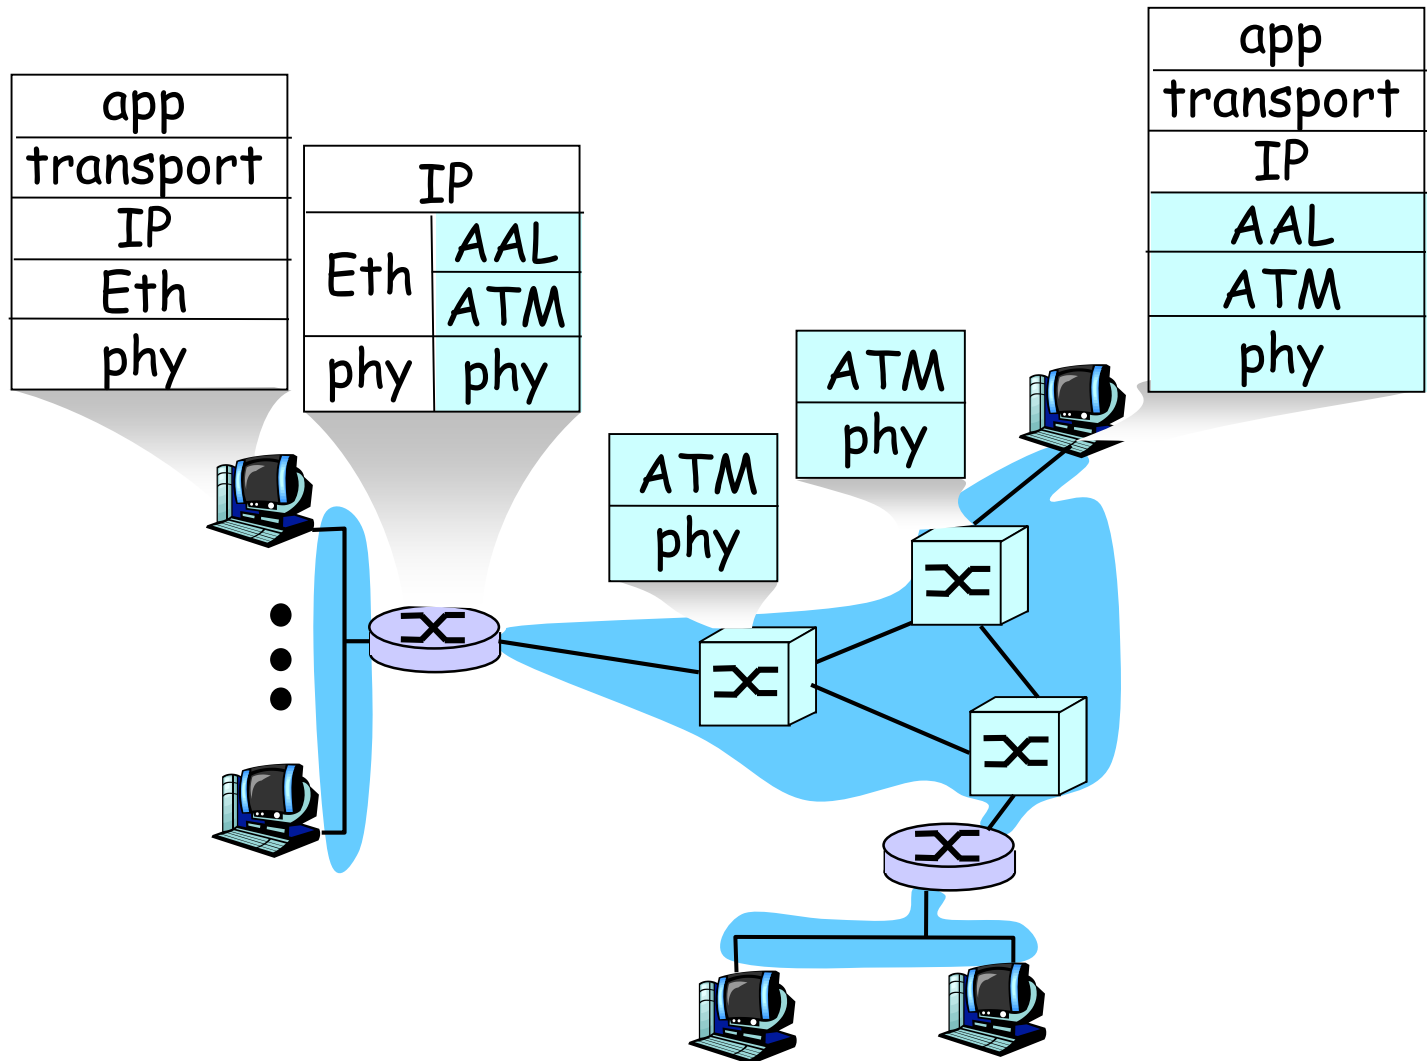 app
transport
IP
Eth
phy
IP
Eth
AAL
ATM
phy
phy
ATM
phy
ATM
phy
app
transport
IP
AAL
ATM
phy